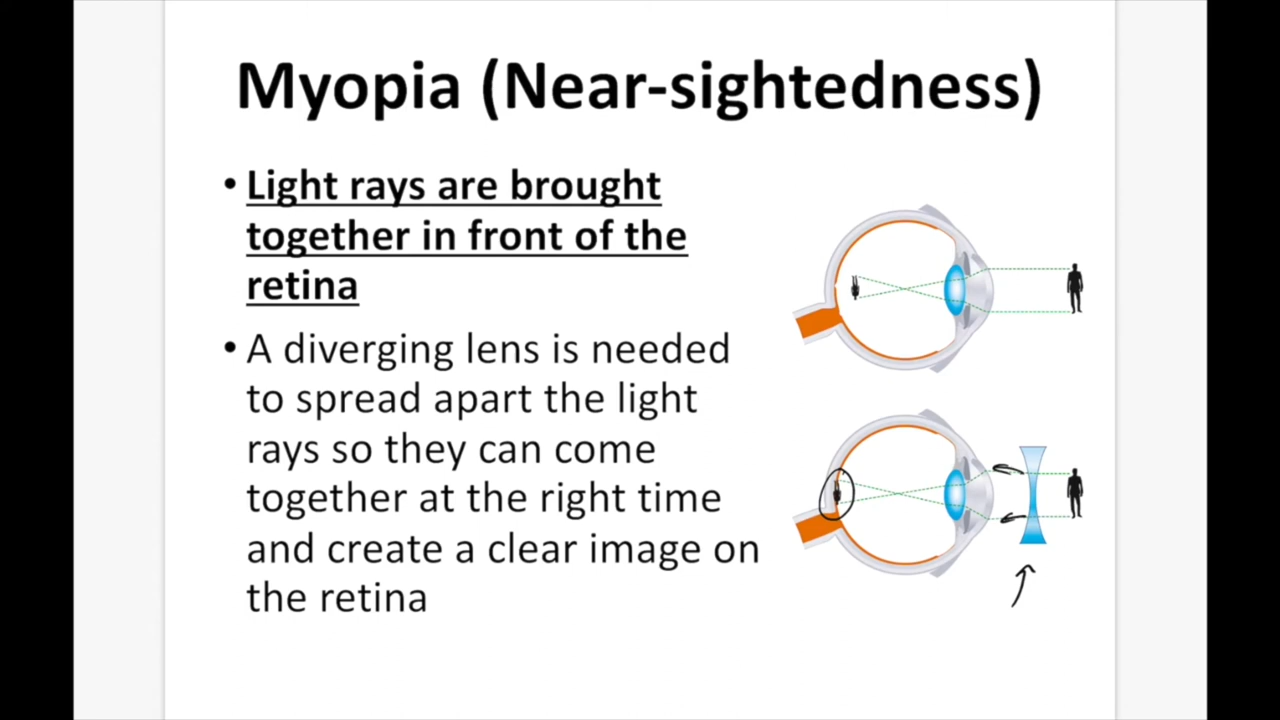 Myopia (Near-sightedness)
• Light rays are brought
together in front of the
retina
• A diverging lens is needed
to spread apart the light
rays so they can come
together at the right time
and create a clear image on
the retina